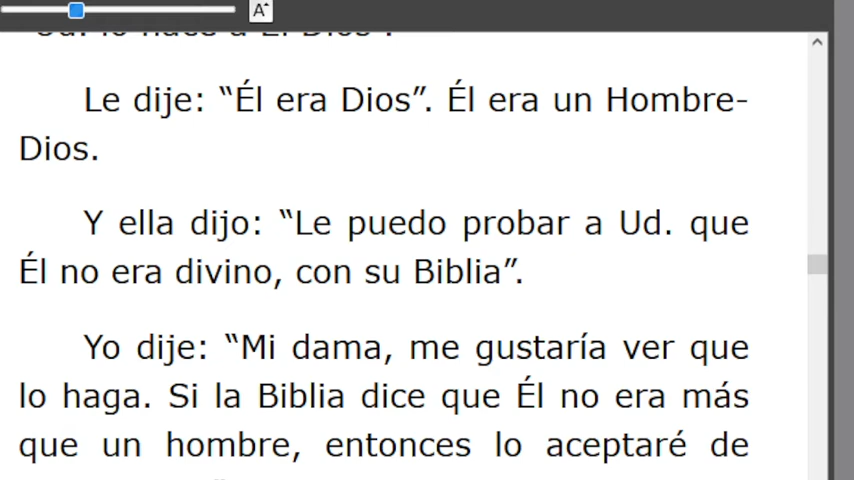 A
Le dije: “Él era Dios”. Él era un Hombre-
Dios.
Y ella dijo: “Le puedo probar a Ud. que
Él no era divino, con su Biblia”.
Yo dije: “Mi dama, me gustaría ver que
lo haga. Si la Biblia dice que Él no era más
que un hombre, entonces lo aceptaré de